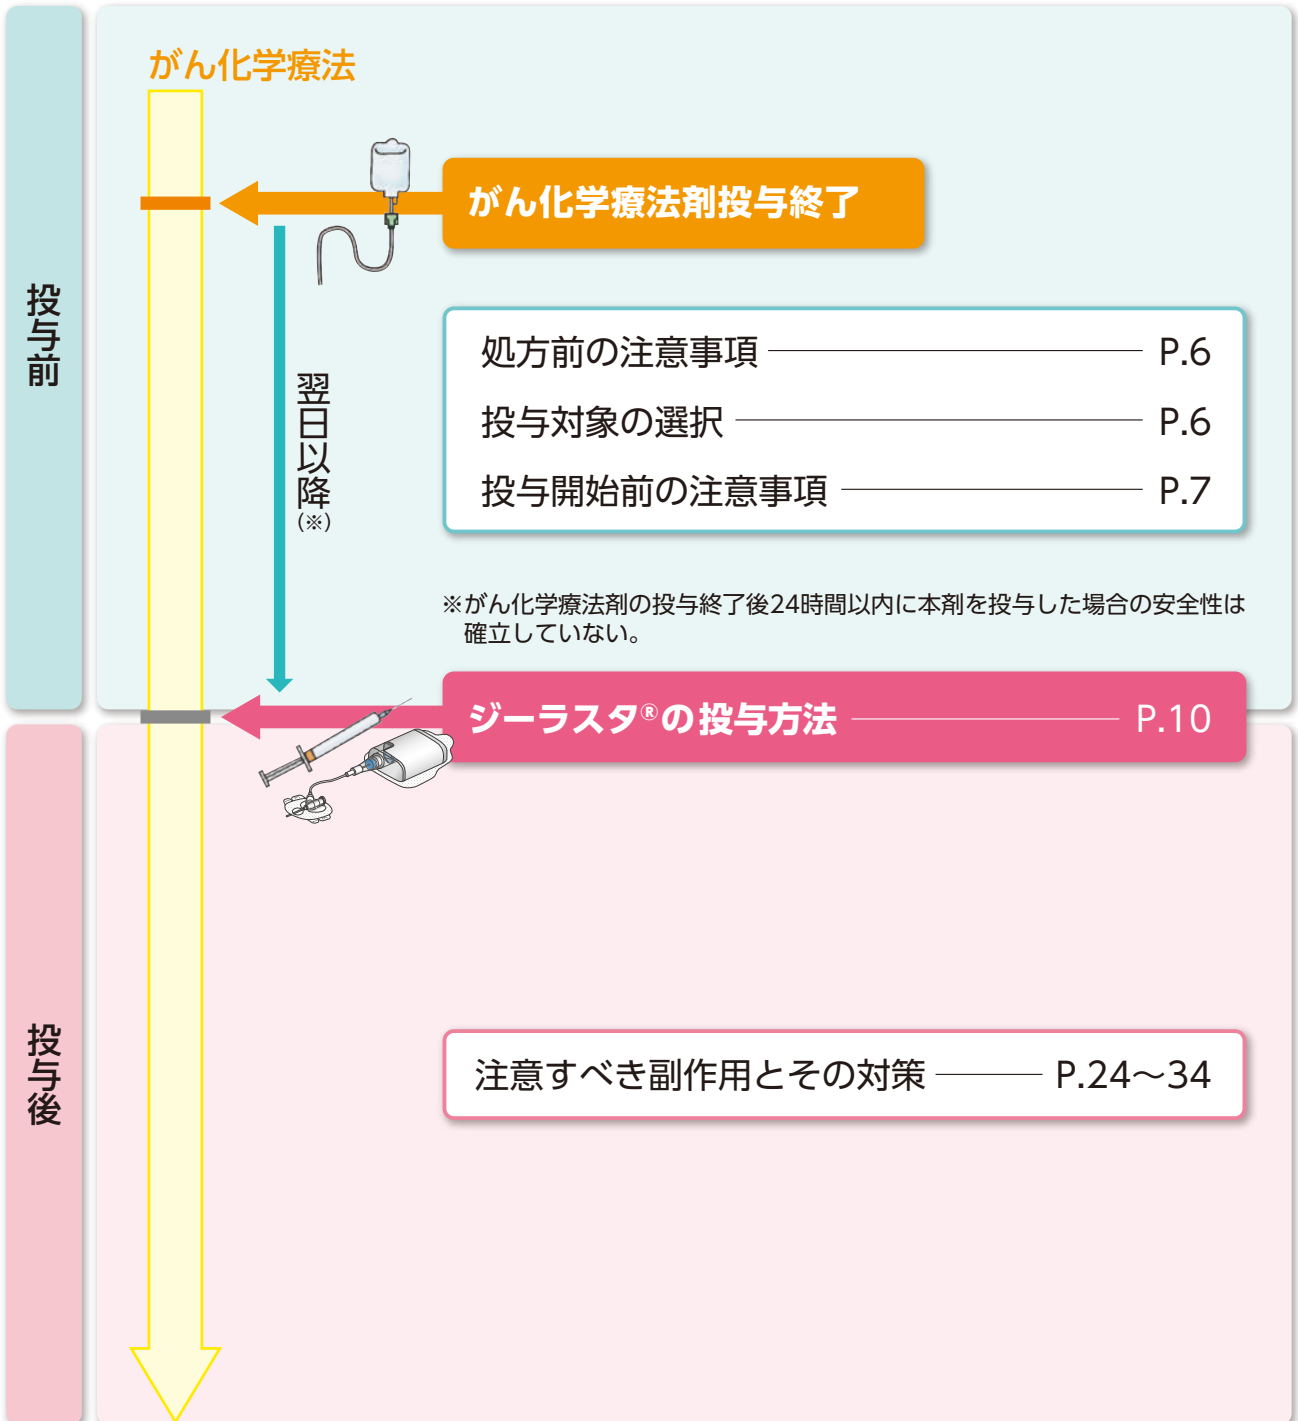 投与前
がん化学療法
がん化学療法剤投与終了
翌日以降
(※)
処方前の注意事項 P.6
投与対象の選択 P.6
投与開始前の注意事項 P.7
※がん化学療法剤の投与終了後24時間以内に本剤を投与した場合の安全性は
確立していない。
ジーラスタ®の投与方法 P.10
投与後
注意すべき副作用とその対策 P.24～34